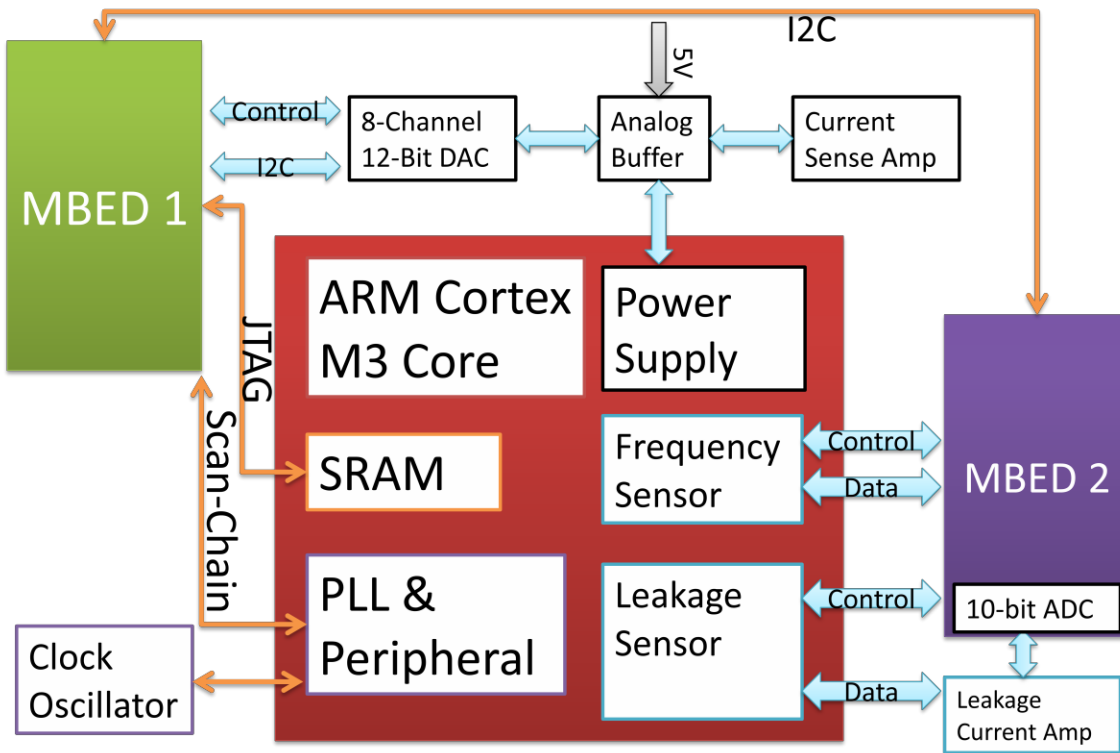 I2C
5V
MBED 1
Control
I2C
8-Channel
12-Bit DAC
Analog
Buffer
Current
Sense Amp
JTAG
Scan-Chain
ARM Cortex
M3 Core
Power
Supply
SRAM
Frequency
Sensor
Control
Data
MBED 2
PLL &
Peripheral
Leakage
Sensor
Control
Data
10-bit ADC
Clock
Oscillator
Leakage
Current Amp